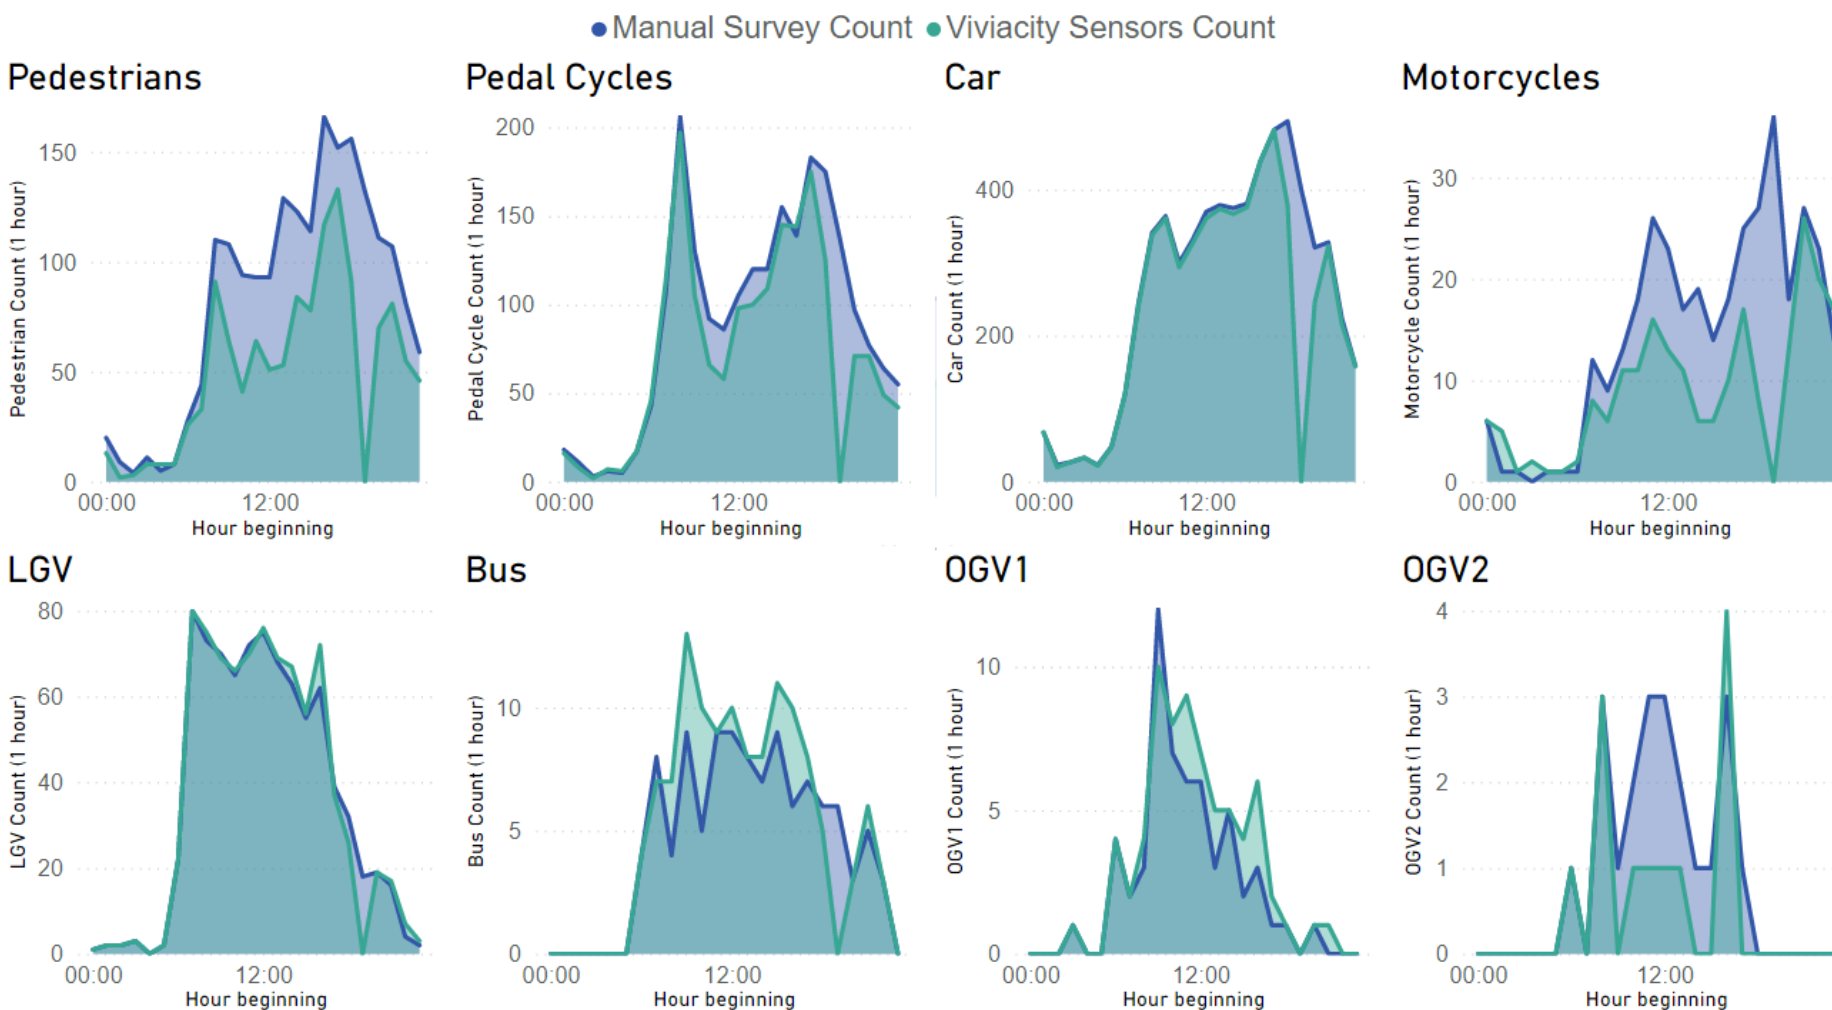 Manual Survey Count Viviacity Sensors Count
Pedestrians
Pedestrian Count (1 hour)
150
100
50
0
00:00 12:00
Hour beginning
Pedal Cycles
Pedal Cycle Count (1 hour)
200
150
100
50
0
00:00 12:00
Hour beginning
Car
Car Count (1 hour)
400
200
0
00:00 12:00
Hour beginning
Motorcycles
Motorcycle Count (1 hour)
30
20
10
0
00:00 12:00
Hour beginning
LGV
LGV Count (1 hour)
80
60
40
20
0
00:00 12:00
Hour beginning
Bus
Bus Count (1 hour)
10
5
0
00:00 12:00
Hour beginning
OGV1
OGV1 Count (1 hour)
10
5
0
00:00 12:00
Hour beginning
OGV2
OGV2 Count (1 hour)
4
3
2
1
0
00:00 12:00
Hour beginning